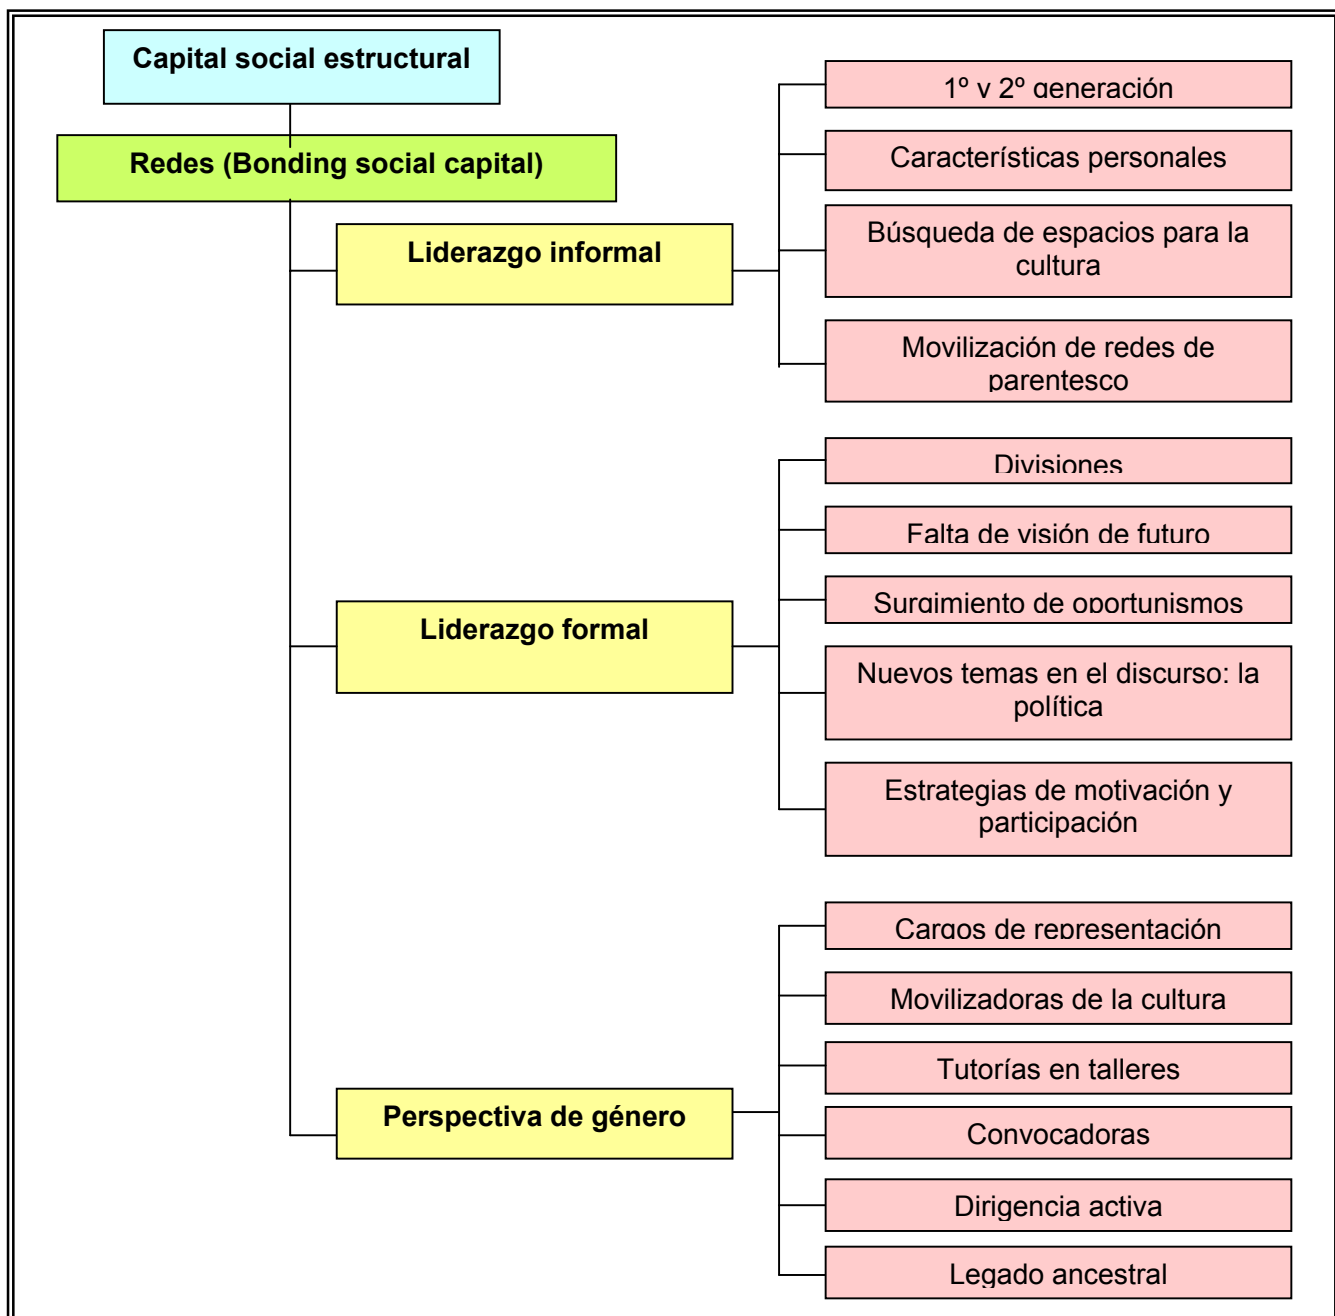 Capital social estructural
Redes (Bonding social capital)
Liderazgo informal
1º y 2º generación
Características personales
Búsqueda de espacios para la
cultura
Movilización de redes de
parentesco
Liderazgo formal
Divisiones
Falta de visión de futuro
Surgimiento de oportunismos
Nuevos temas en el discurso: la
política
Estrategias de motivación y
participación
Perspectiva de género
Cargos de representación
Movilizadoras de la cultura
Tutorías en talleres
Convocadoras
Dirigencia activa
Legado ancestral